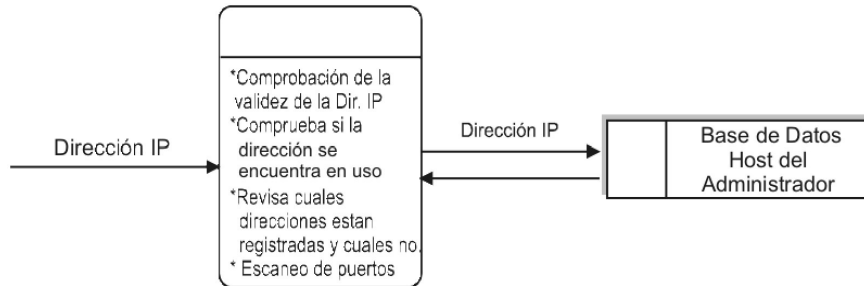 Dirección IP
*Comprobación de la
validez de la Dir. IP
*Comprueba si la
dirección se
encuentra en uso
*Revisa cuales
direcciones estan
registradas y cuales no.
* Escaneo de puertos
Dirección IP
Base de Datos
Host del
Administrador